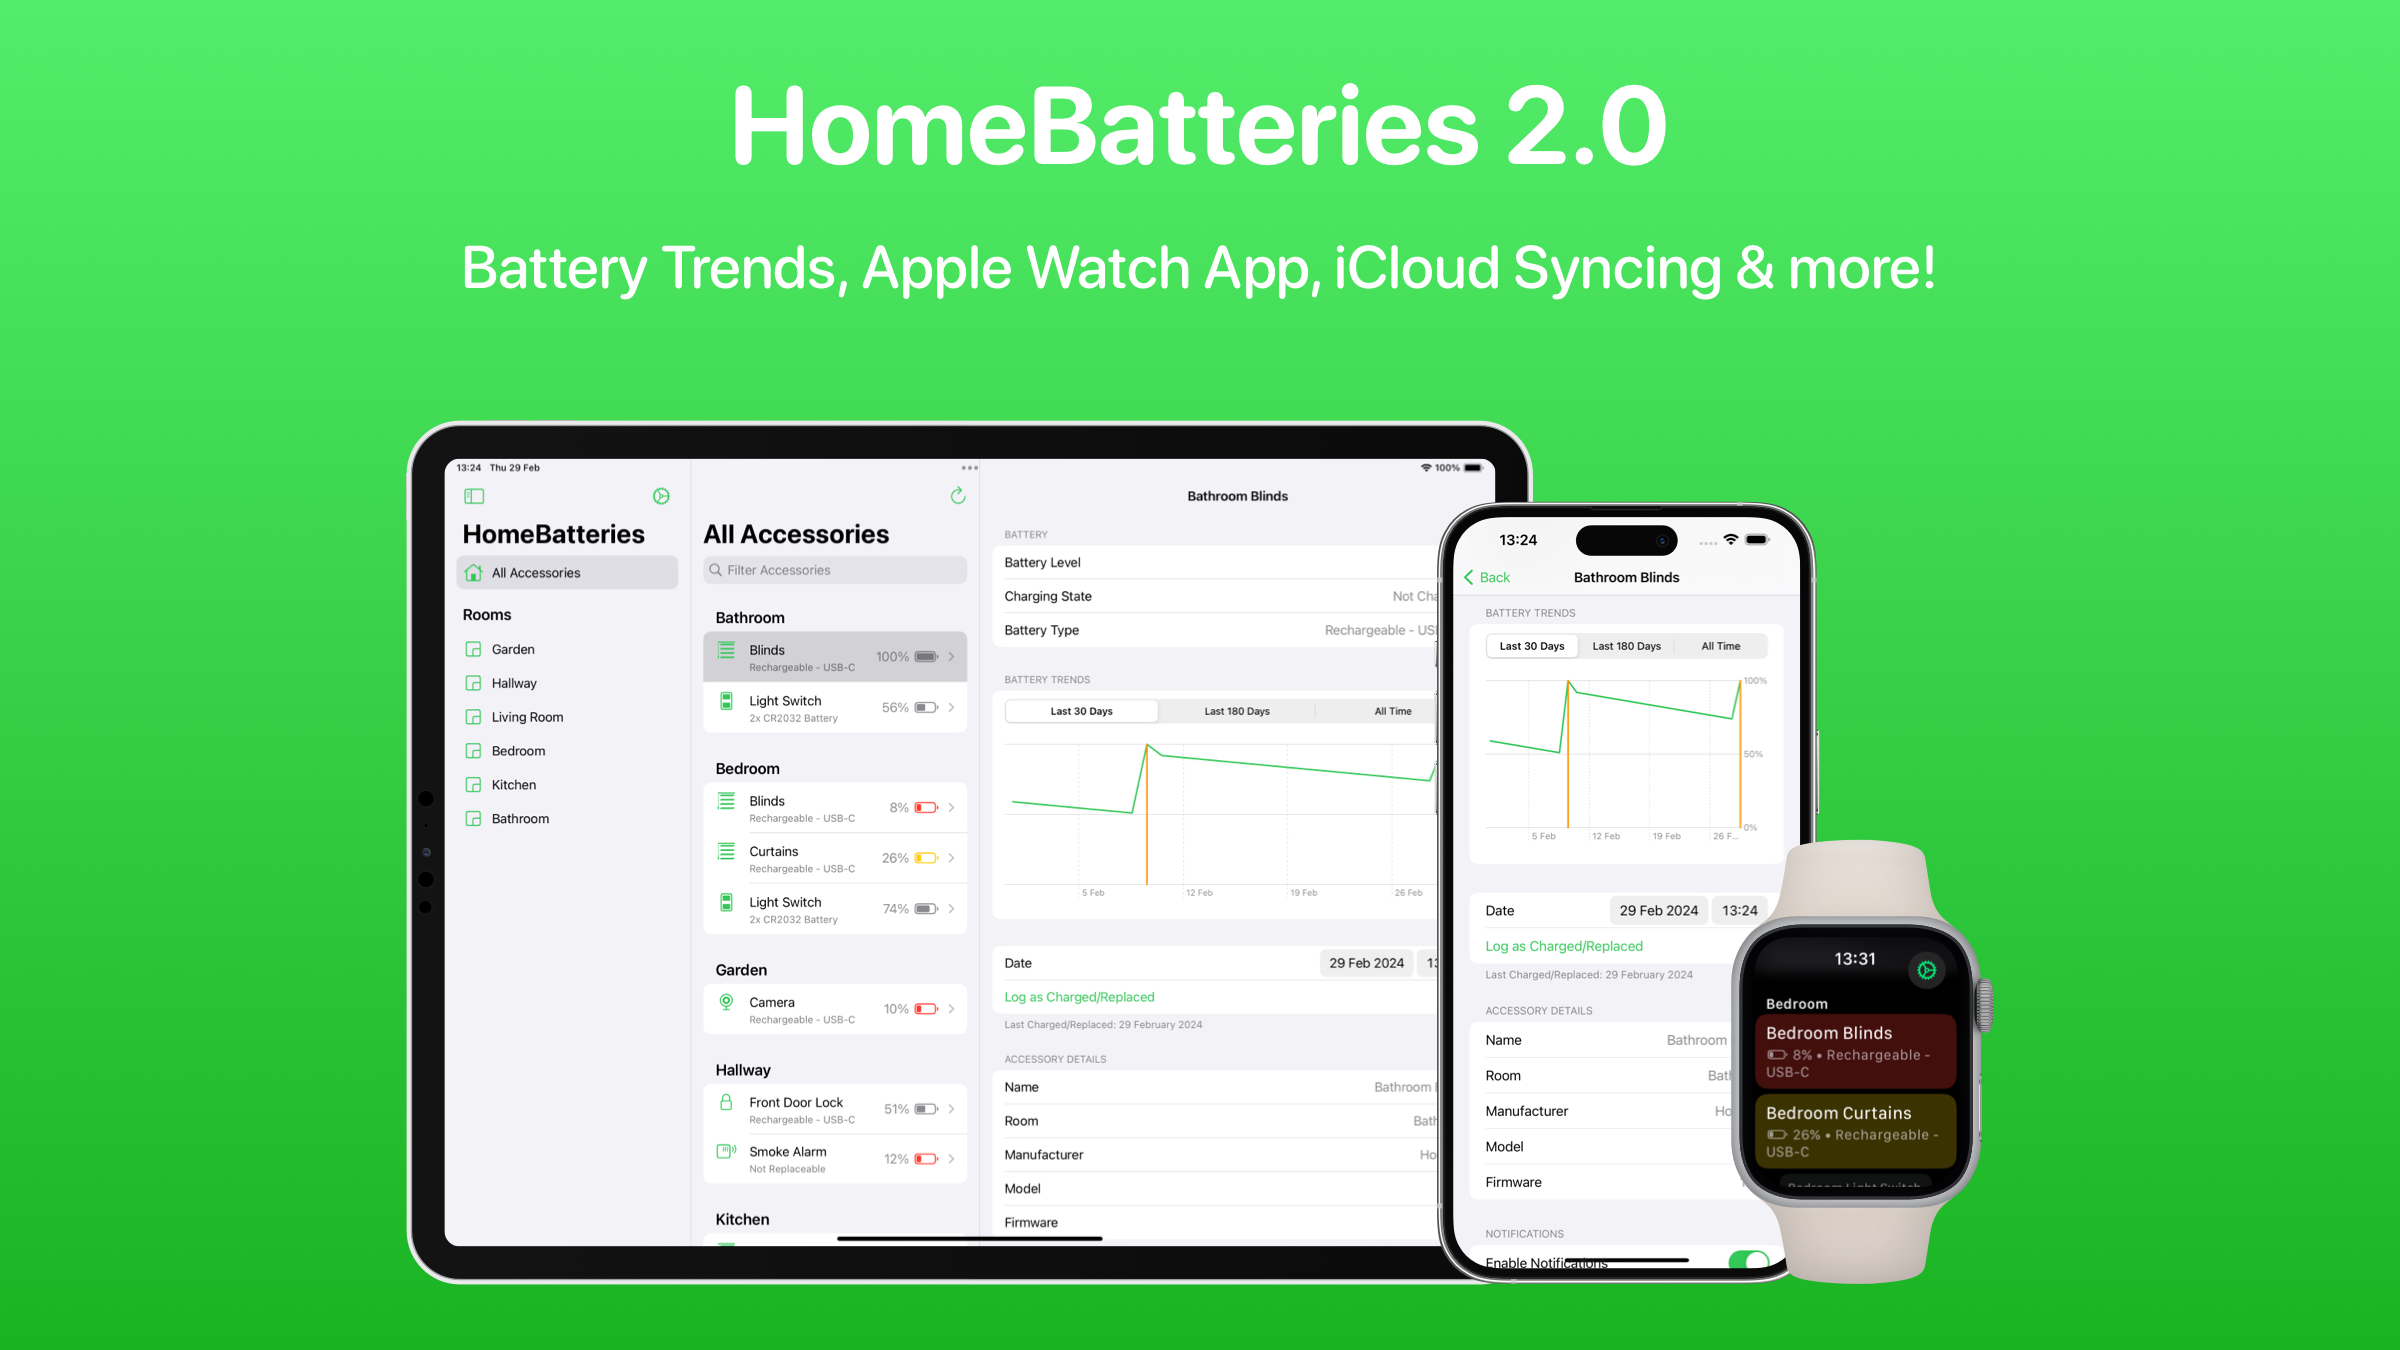 HomeBatteries 2.0
Battery Trends, Apple Watch App, iCloud Syncing & more!
13:24 Thu 29 Feb
HomeBatteries
All Accessories
Rooms
Garden
Hallway
Living Room
Bedroom
Kitchen
Bathroom
All Accessories
Filter Accessories
Bathroom
Blinds
Rechargeable - USB-C
100%
Light Switch
2x CR2032 Battery
56%
Bedroom
Blinds
Rechargeable - USB-C
8%
Curtains
Rechargeable - USB-C
26%
Light Switch
2x CR2032 Battery
74%
Garden
Camera
Rechargeable - USB-C
10%
Hallway
Front Door Lock
Rechargeable - USB-C
51%
Smoke Alarm
Not Replaceable
12%
Kitchen
100%
Bathroom Blinds
BATTERY
Battery Level
Charging State Not
Battery Type Rechargeable -
BATTERY TRENDS
Last 30 Days Last 180 Days All Time
5 Feb 12 Feb 19 Feb 26 Feb
Date 29 Feb 2024
Log as Charged/Replaced
Last Charged/Replaced: 29 February 2024
ACCESSORY DETAILS
Name Bathroom
Room
Manufacturer
Model
Firmware
13:24
Back Bathroom Blinds
BATTERY TRENDS
Last 30 Days Last 180 Days All Time
100%
50%
0%
5 Feb 12 Feb 19 Feb 26 F...
Date 29 Feb 2024 13:24
Log as Charged/Replaced
Last Charged/Replaced: 29 February 2024
ACCESSORY DETAILS
Name Bathroom
Room
Manufacturer
Model
Firmware
NOTIFICATIONS
Enable Notifications
13:31
Bedroom
Bedroom Blinds
8% • Rechargeable -
USB-C
Bedroom Curtains
26% • Rechargeable -
USB-C
Bedroom Light Switch